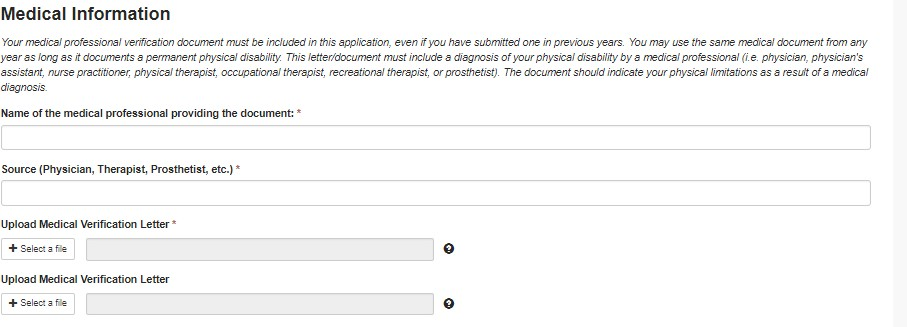 Medical Information
Your medical professional verification document must be included in this application, even if you have submitted one in previous years. You may use the same medical document from any
year as long as it documents a permanent physical disability. This letter/document must include a diagnosis of your physical disability by a medical professional (i.e. physician, physician's
assistant, nurse practitioner, physical therapist, occupational therapist, recreational therapist, or prosthetist). The document should indicate your physical limitations as a result of a medical
diagnosis.
Name of the medical professional providing the document: *
Source (Physician, Therapist, Prosthetist, etc.) *
Upload Medical Verification Letter *
+ Select a file ?
Upload Medical Verification Letter
+ Select a file ?